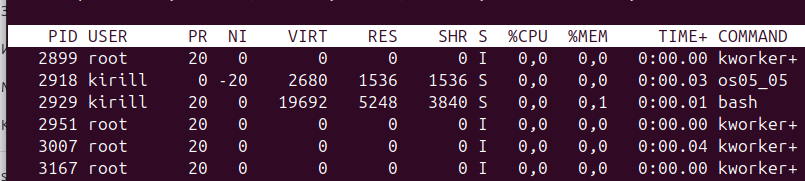 PID USER PR NI VIRT RES SHR S %CPU %MEM TIME+ COMMAND
2899 root 20 0 0 0 0 I 0,0 0,0 0:00.00 kworker+
2918 kirill 0 -20 2680 1536 1536 S 0,0 0,0 0:00.03 os05_05
2929 kirill 20 0 19692 5248 3840 S 0,0 0,1 0:00.01 bash
2951 root 20 0 0 0 0 I 0,0 0,0 0:00.00 kworker+
3007 root 20 0 0 0 0 I 0,0 0,0 0:00.04 kworker+
3167 root 20 0 0 0 0 I 0,0 0,0 0:00.00 kworker+